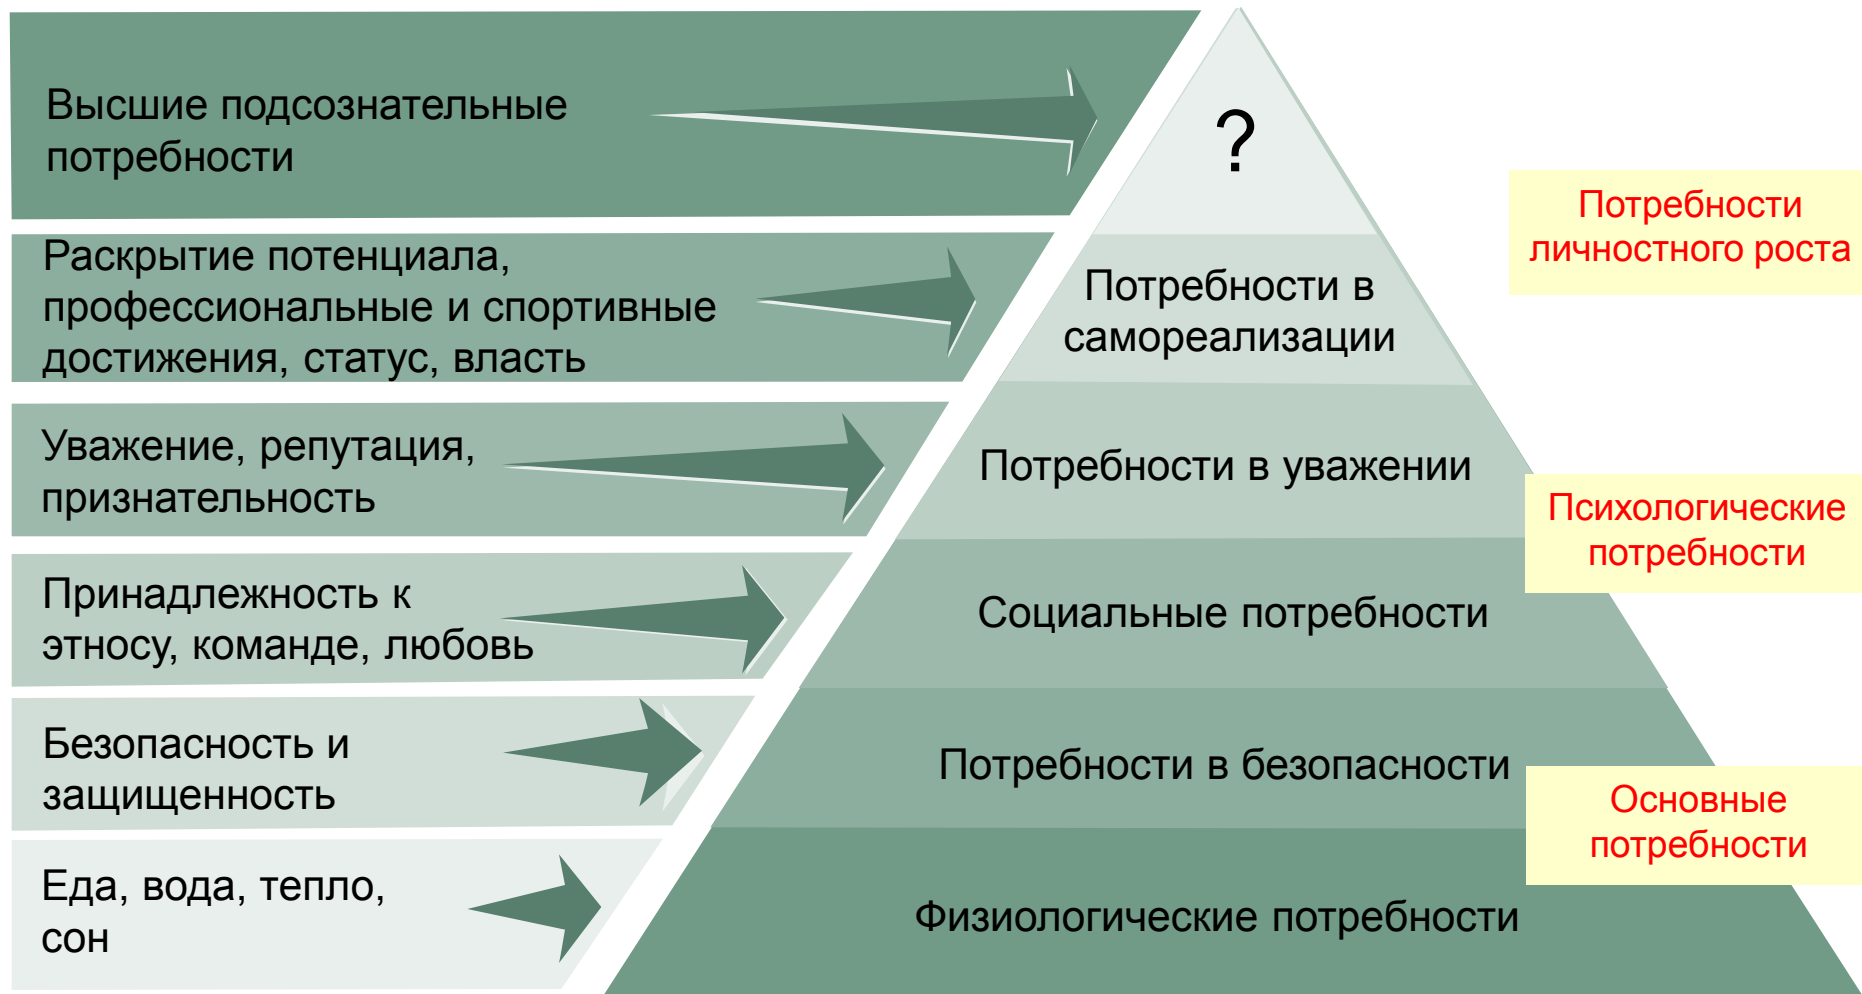 Высшие подсознательные
потребности
?
Потребности
личностного роста
Раскрытие потенциала,
профессиональные и спортивные
достижения, статус, власть
Потребности в
самореализации
Уважение, репутация,
признательность
Потребности в уважении
Психологические
потребности
Принадлежность к
этносу, команде, любовь
Социальные потребности
Безопасность и
защищенность
Потребности в безопасности
Основные
потребности
Еда, вода, тепло,
сон
Физиологические потребности